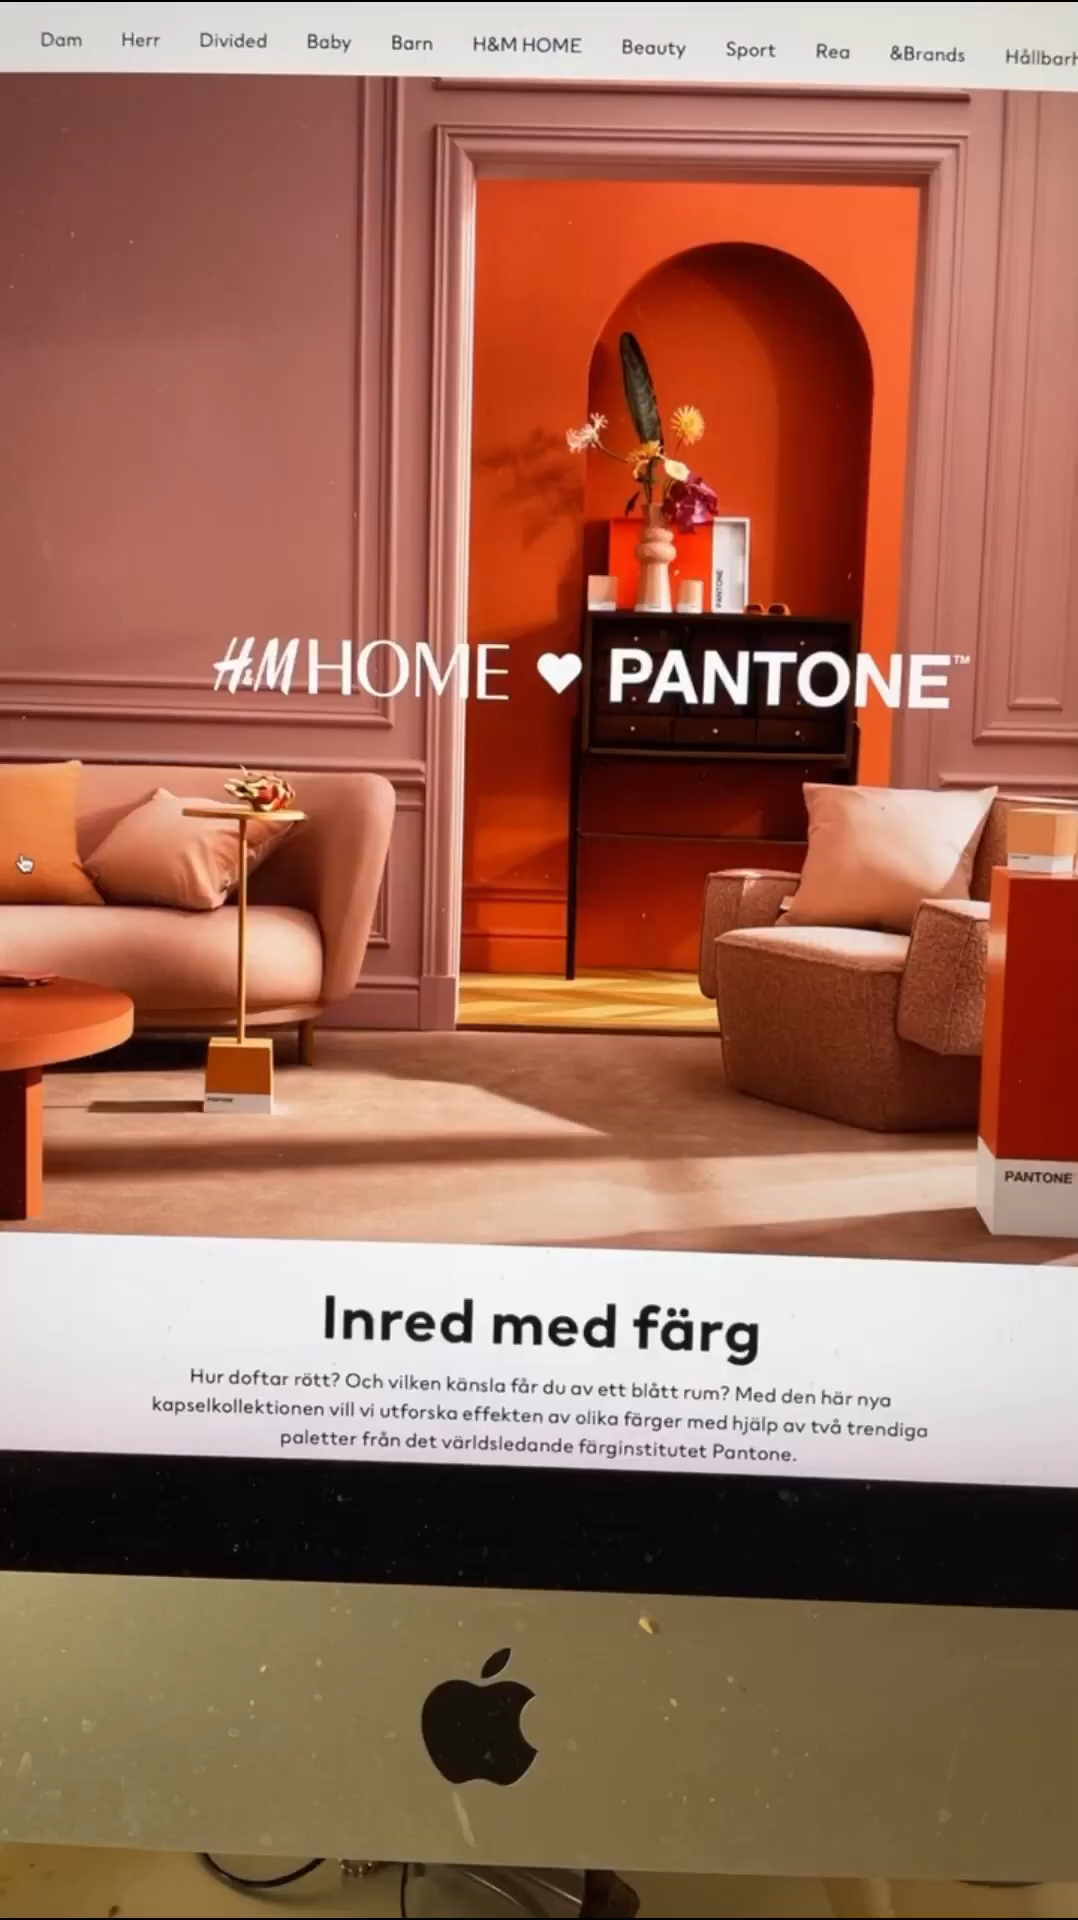 Dam Herr Divided Baby Barn H&M HOME Beauty Sport Rea &Brands Hållbarh
PANTONE
H&M HOME ♥ PANTONE™
PANTONE
PANTONE
Inred med färg
Hur doftar rött? Och vilken känsla får du av ett blått rum? Med den här nya
kapselkollektionen vill vi utforska effekten av olika färger med hjälp av två trendiga
paletter från det världsledande färginstitutet Pantone.